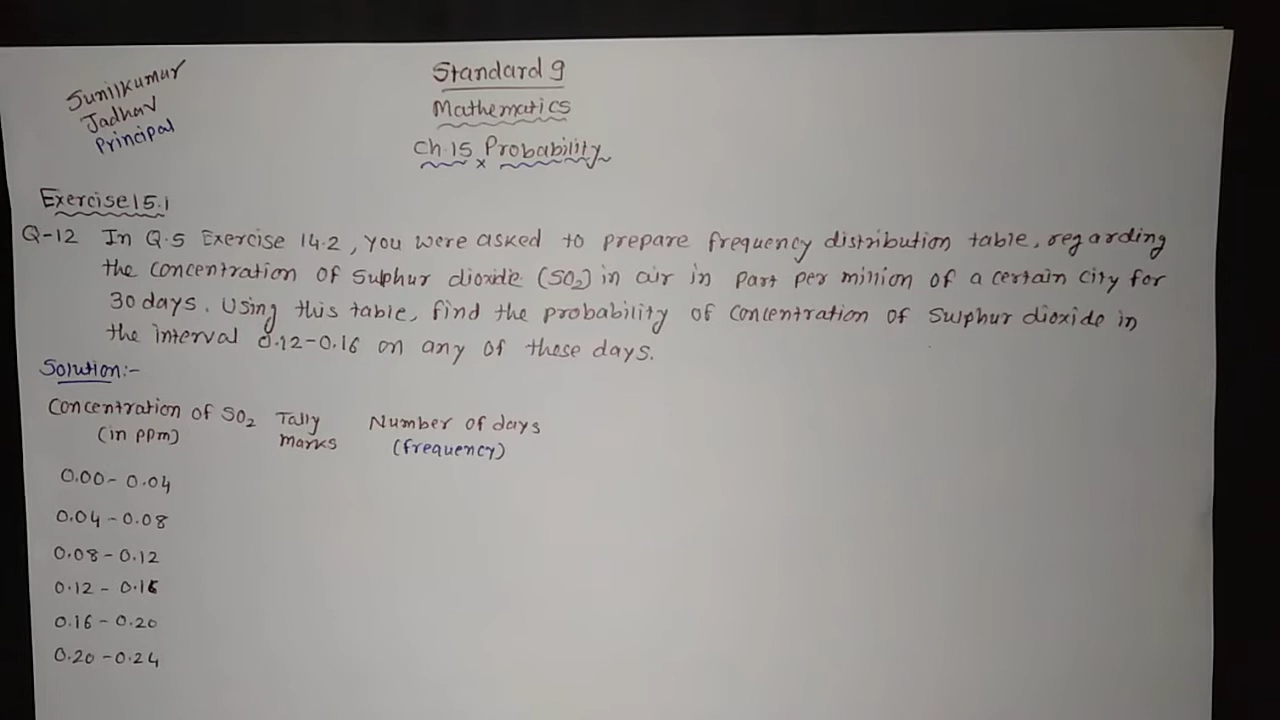 Sunilkumar
Jadhav
Principal
Standard 9
Mathematics
Ch 15 x Probability
Exercise 15.1
Q-12 In Q.5 Exercise 14.2, you were asked to prepare frequency distribution table, regarding
the concentration of Sulphur dioxide (SO₂) in air in part per million of a certain city for
30 days. Using this table, find the probability of concentration of Sulphur dioxide in
the interval 0.12-0.16 on any of these days.
Solution:-
Concentration of SO₂ Tally Number of days
(in ppm) marks (frequency)
0.00- 0.04
0.04 - 0.08
0.08 - 0.12
0.12 - 0.16
0.16 - 0.20
0.20 - 0.24